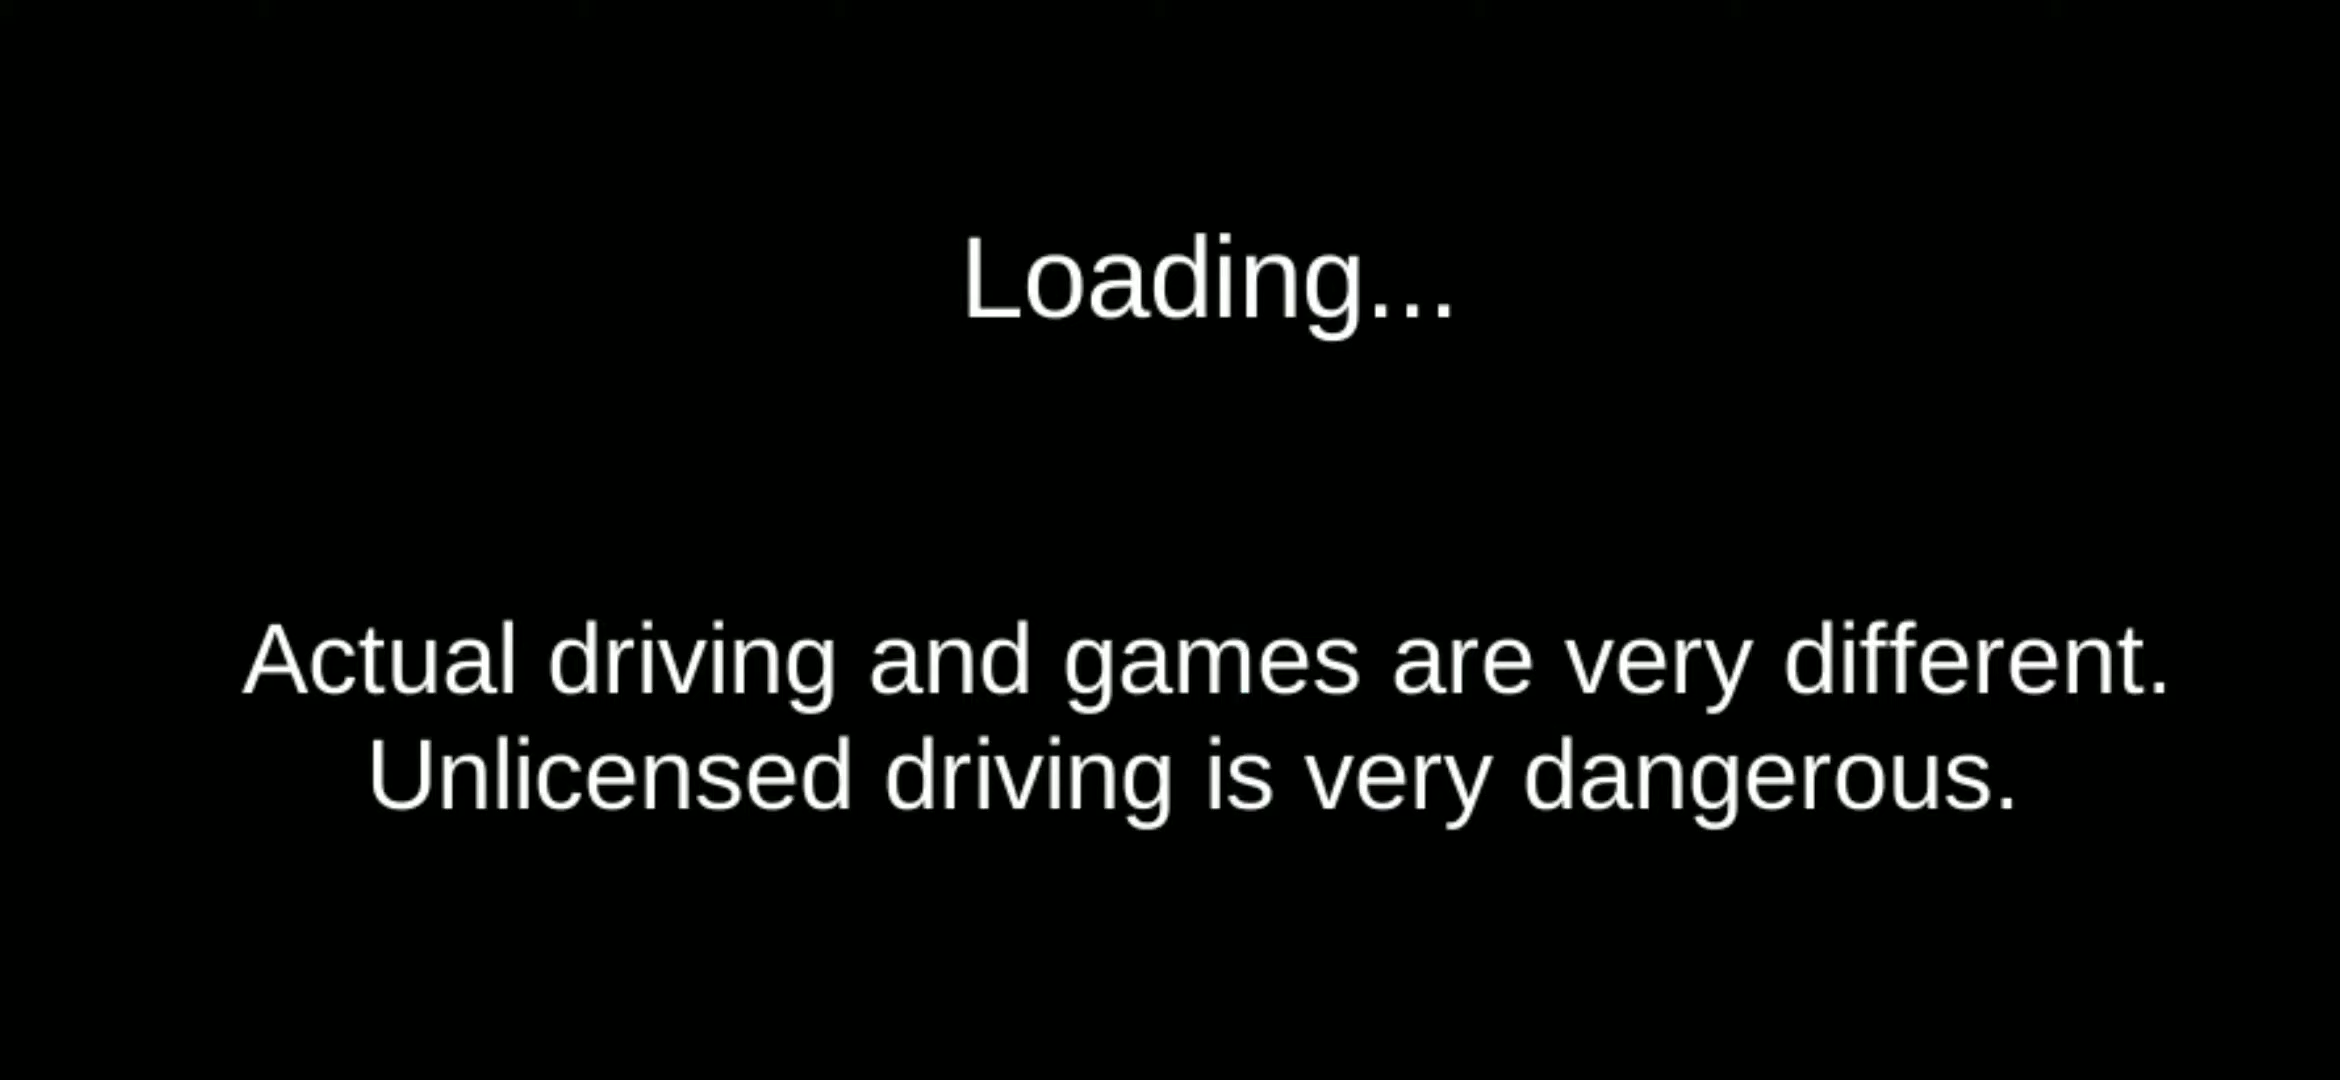 Loading...
Actual driving and games are very different.
Unlicensed driving is very dangerous.